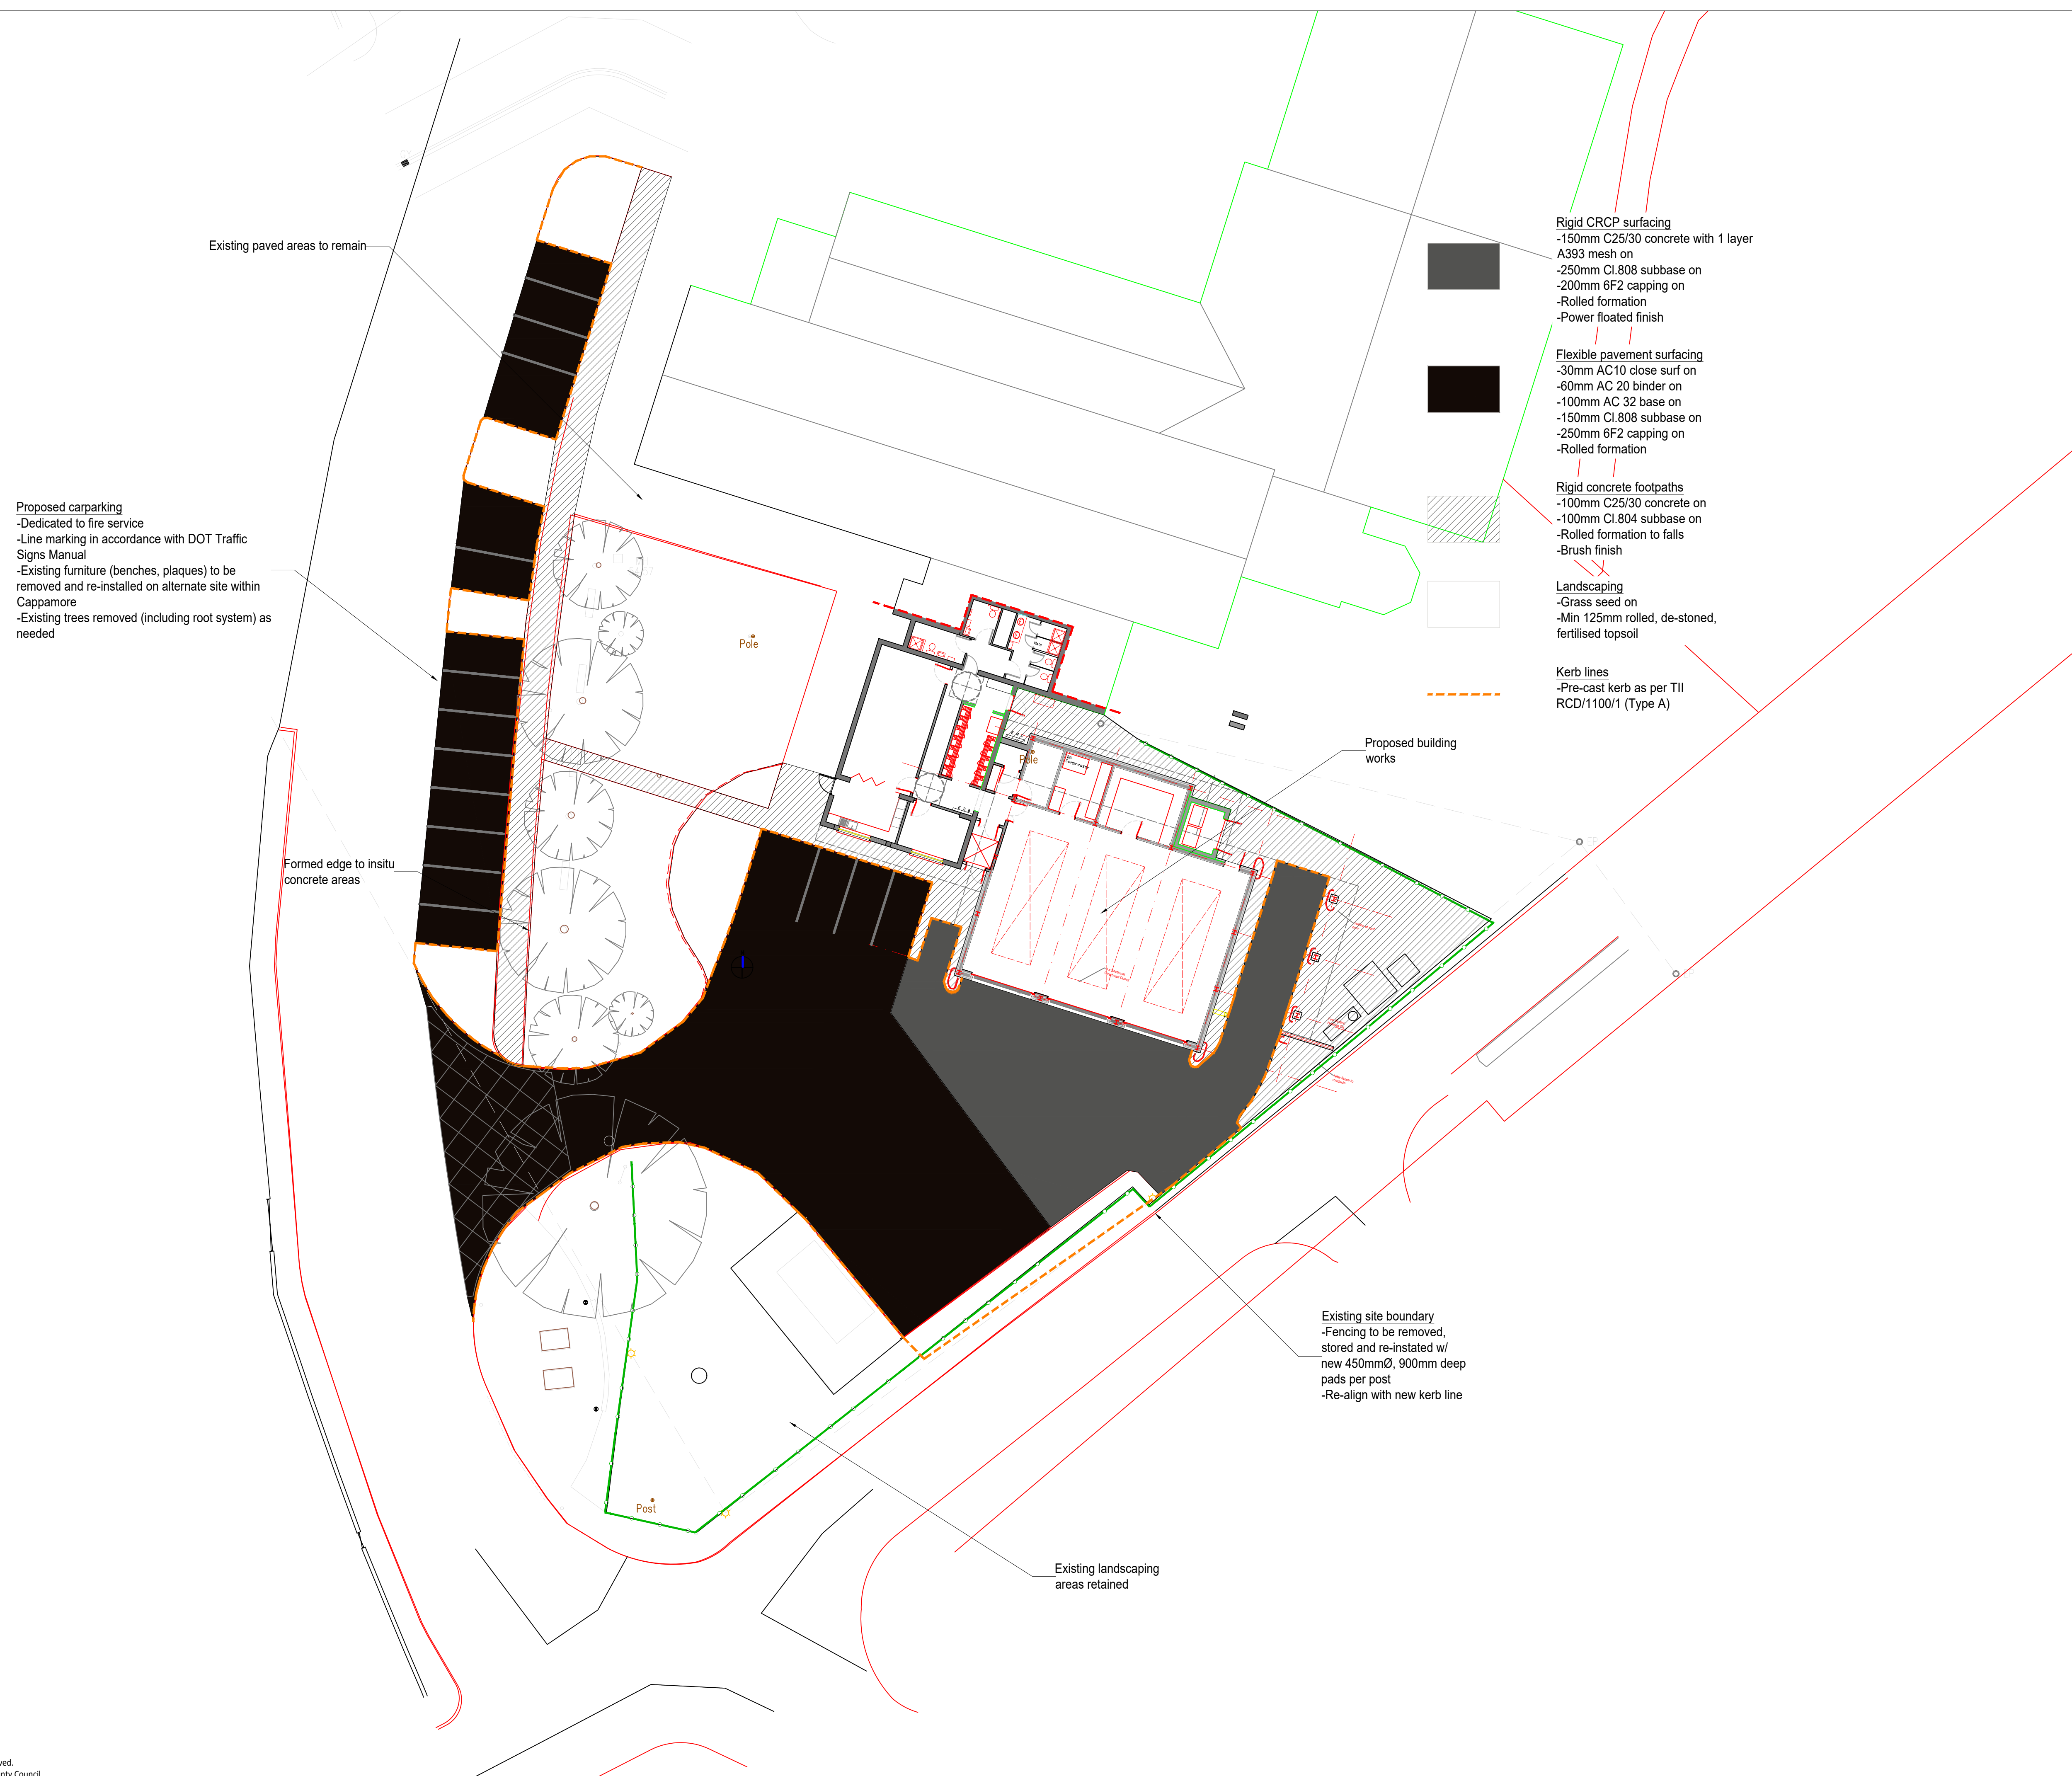 Existing paved areas to remain
Proposed carparking
-Dedicated to fire service
-Line marking in accordance with DOT Traffic
Signs Manual
-Existing furniture (benches, plaques) to be
removed and re-installed on alternate site within
Cappamore
-Existing trees removed (including root system) as
needed
Formed edge to insitu
concrete areas
Pole
Pole
Post
Rigid CRCP surfacing
-150mm C25/30 concrete with 1 layer
A393 mesh on
-250mm Cl.808 subbase on
-200mm 6F2 capping on
-Rolled formation
-Power floated finish
Flexible pavement surfacing
-30mm AC10 close surf on
-60mm AC 20 binder on
-100mm AC 32 base on
-150mm Cl.808 subbase on
-250mm 6F2 capping on
-Rolled formation
Rigid concrete footpaths
-100mm C25/30 concrete on
-100mm Cl.804 subbase on
-Rolled formation to falls
-Brush finish
Landscaping
-Grass seed on
-Min 125mm rolled, de-stoned,
fertilised topsoil
Kerb lines
-Pre-cast kerb as per TII
RCD/1100/1 (Type A)
Proposed building
works
Existing site boundary
-Fencing to be removed,
stored and re-instated w/
new 450mmØ, 900mm deep
pads per post
-Re-align with new kerb line
Existing landscaping
areas retained
ved.
nty Council